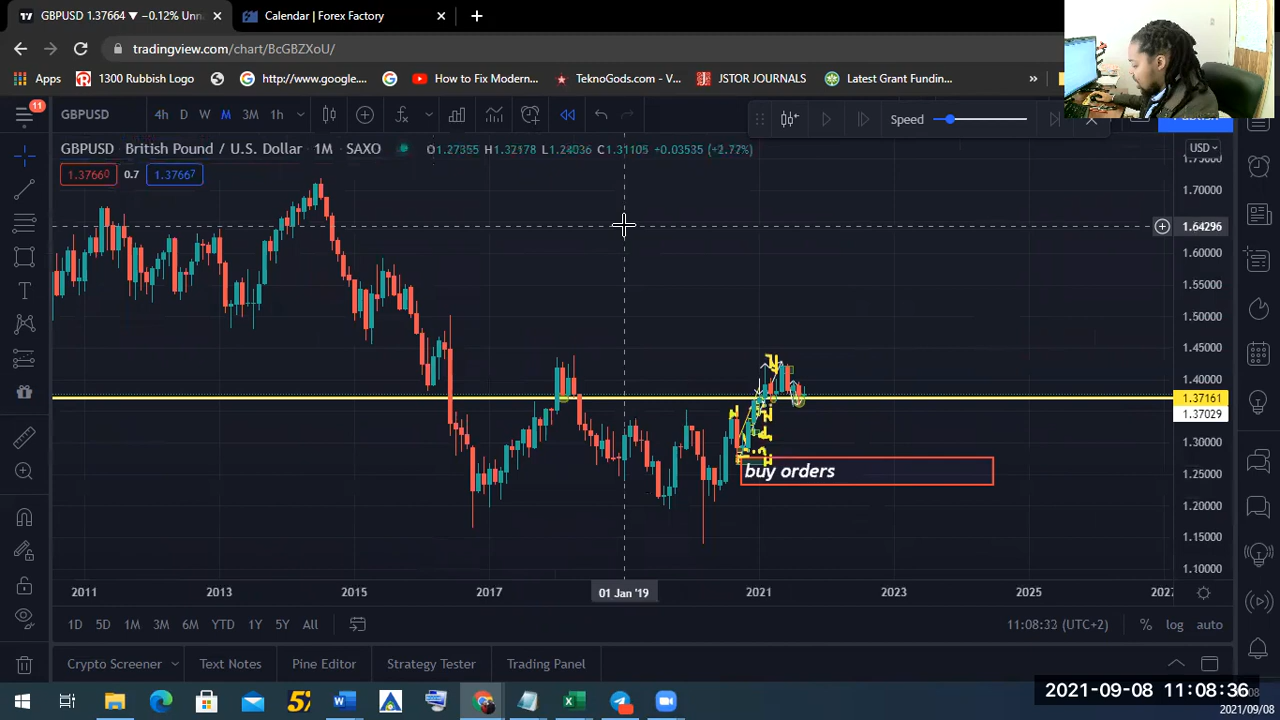 GBPUSD 1.37664 ▼ −0.12% Unna
Calendar | Forex Factory
tradingview.com/chart/BcGBZXoU/
Apps
1300 Rubbish Logo
http://www.google....
How to Fix Modern...
TeknoGods.com - V...
JSTOR JOURNALS
Latest Grant Fundin...
»
11
GBPUSD 4h D W M 3M 1h
Speed
Publish
GBPUSD British Pound / U.S. Dollar 1M SAXO O1.27355 H1.32178 L1.24036 C1.31105 +0.03535 (+2.77%)
USD
1.37660 0.7 1.37667
1.75000
1.70000
1.64296
1.60000
1.55000
1.50000
1.45000
1.40000
1.37161
1.37029
1.30000
1.25000
1.20000
1.15000
1.10000
buy orders
2011 2013 2015 2017 01 Jan '19 2021 2023 2025 202
1D 5D 1M 3M 6M YTD 1Y 5Y All
11:08:33 (UTC+2) % log auto
Crypto Screener Text Notes Pine Editor Strategy Tester Trading Panel
2021-09-08 11:08:36
2021/09/08